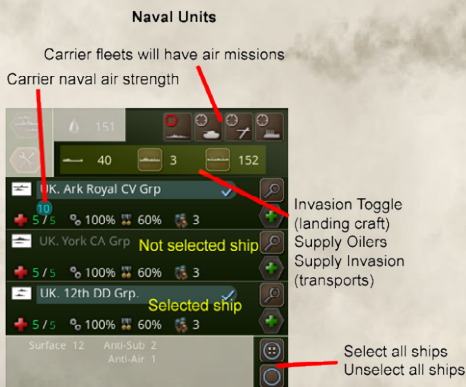 Naval Units
Carrier fleets will have air missions
Carrier naval air strength
151
40 3 152
UK. Ark Royal CV Grp
10
5/5 100% 60% 3
UK. York CA Grp
Not selected ship
5/5 100% 60% 3
UK. 12th DD Grp.
Selected ship
5/5 100% 60% 3
Surface 12 Anti-Sub 2
Anti-Air 1
Invasion Toggle
(landing craft)
Supply Oilers
Supply Invasion
(transports)
Select all ships
Unselect all ships